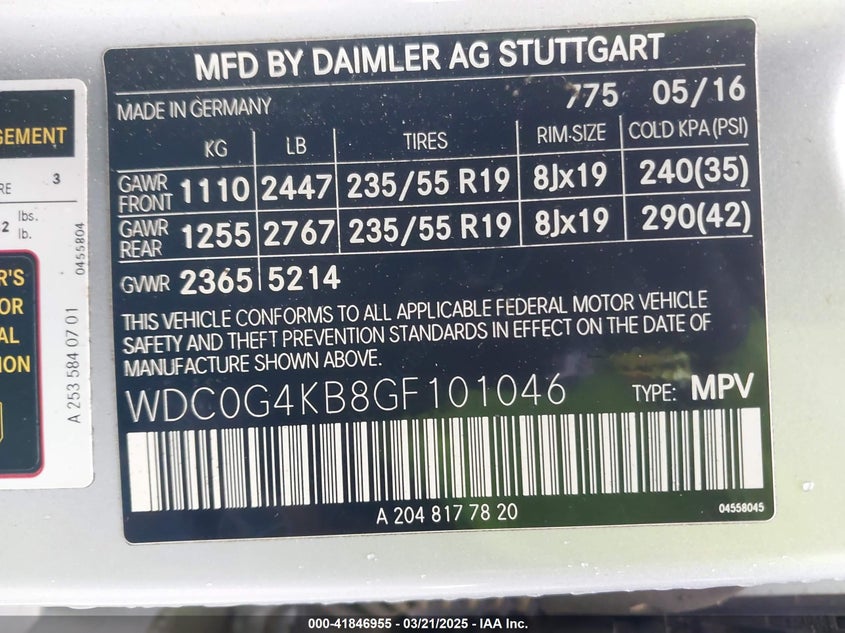 MFD BY DAIMLER AG STUTTGART
MADE IN GERMANY 775 05/16
KG LB TIRES RIM-SIZE COLD KPA (PSI)
GAWR FRONT 1110 2447 235/55 R19 8Jx19 240(35)
GAWR REAR 1255 2767 235/55 R19 8Jx19 290(42)
GVWR 2365 5214
THIS VEHICLE CONFORMS TO ALL APPLICABLE FEDERAL MOTOR VEHICLE
SAFETY AND THEFT PREVENTION STANDARDS IN EFFECT ON THE DATE OF
MANUFACTURE SHOWN ABOVE.
WDC0G4KB8GF101046 TYPE: MPV
A 204 817 78 20
04558045
3
lbs.
lb.
0455804
A 253 584 07 01
000-41846955 - 03/21/2025 - IAA Inc.